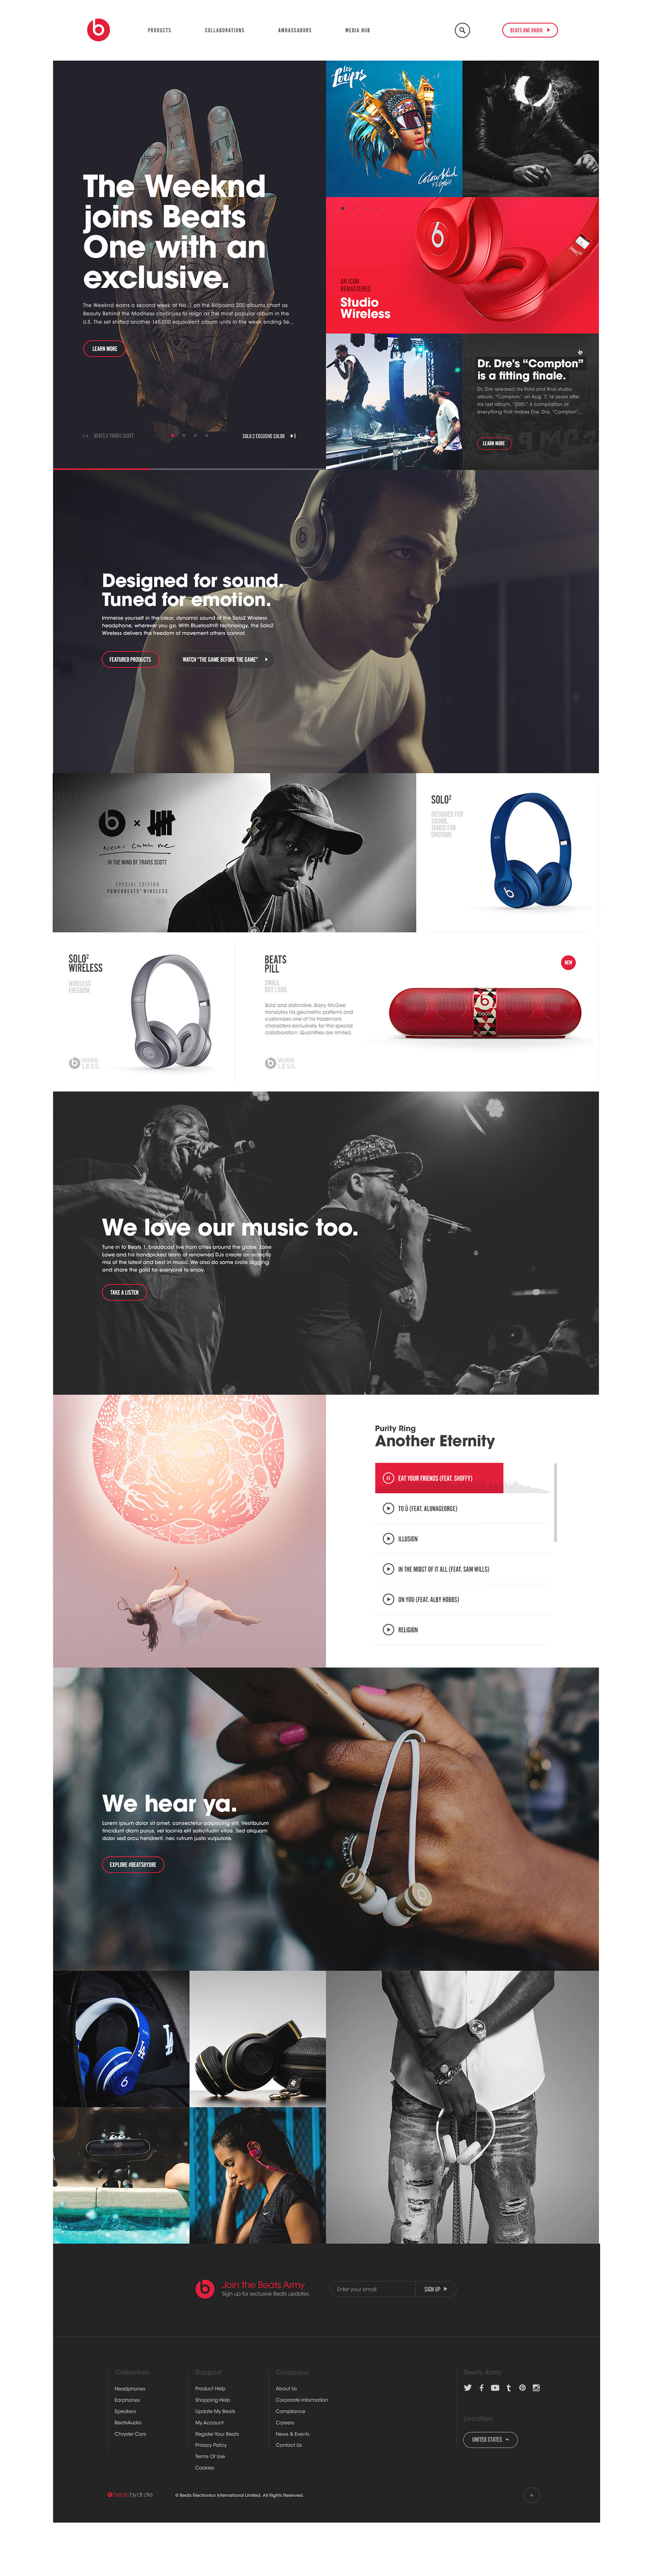 b
PRODUCTS
COLLABORATIONS
AMBASSADORS
MEDIA HUB
BEATS ONE RADIO
The Weeknd
joins Beats
One with an
exclusive.
The Weeknd earns a second week at No. 1 on the Billboard 200 albums chart as
Beauty Behind the Madness continues to reign as the most popular album in the
U.S. The set shifted another 145,000 equivalent album units in the week ending Se...
LEARN MORE
BEATS X TRAVIS SCOTT
SOLO 2 EXCLUSIVE COLOR
les
Loups
AN ICON
REMASTERED
Studio
Wireless
Dr. Dre's “Compton”
is a fitting finale.
Dr. Dre released his third and final studio
album, “Compton,” on Aug. 7, 16 years after
his last album, “2001.” A compilation of
everything that makes Dre, Dre, “Compton”...
LEARN MORE
Designed for sound.
Tuned for emotion.
Immerse yourself in the clear, dynamic sound of the Solo2 Wireless
headphone, wherever you go. With Bluetooth® technology, the Solo2
Wireless delivers the freedom of movement others cannot.
FEATURED PRODUCTS
WATCH “THE GAME BEFORE THE GAME”
b ×
Never Catch me
IN THE MIND OF TRAVIS SCOTT
SPECIAL EDITION
POWERBEATS² WIRELESS
SOLO²
DESIGNED FOR
SOUND.
TUNED FOR
EMOTION.
SOLO²
WIRELESS
WIRELESS
FREEDOM.
WIRE
LESS.
BEATS
PILL
SMALL
BUT LOUD.
Bold and distinctive, Barry McGee
translates his geometric patterns and
customises one of his trademark
characters exclusively for this special
collaboration. Quantities are limited.
WIRE
LESS.
NEW
We love our music too.
Tune in to Beats 1, broadcast live from cities around the globe. Zane
Lowe and his handpicked team of renowned DJs create an eclectic
mix of the latest and best in music. We also do some crate digging
and share the gold for everyone to enjoy.
TAKE A LISTEN
Purity Ring
Another Eternity
EAT YOUR FRIENDS (FEAT. SHOFFY)
TO Ü (FEAT. ALUNAGEORGE)
ILLUSION
IN THE MIDST OF IT ALL (FEAT. SAM WILLS)
ON YOU (FEAT. ALBY HOBBS)
RELIGION
We hear ya.
Lorem ipsum dolor sit amet, consectetur adipiscing elit. Vestibulum
tincidunt diam purus, vel lacinia elit sollicitudin vitae. Sed aliquam
dolor sed arcu hendrerit, nec rutrum justo vulputate.
EXPLORE #BEATSBYDRE
Join the Beats Army
Sign up for exclusive Beats updates.
Enter your email
SIGN UP
Collection
Headphones
Earphones
Speakers
BeatsAudio
Chrysler Cars
Support
Product Help
Shopping Help
Update My Beats
My Account
Register Your Beats
Privacy Policy
Terms Of Use
Cookies
Company
About Us
Corporate Information
Compliance
Careers
News & Events
Contact Us
Beats Army
Location
UNITED STATES
beats by dr. dre
© Beats Electronics International Limited. All Rights Reserved.